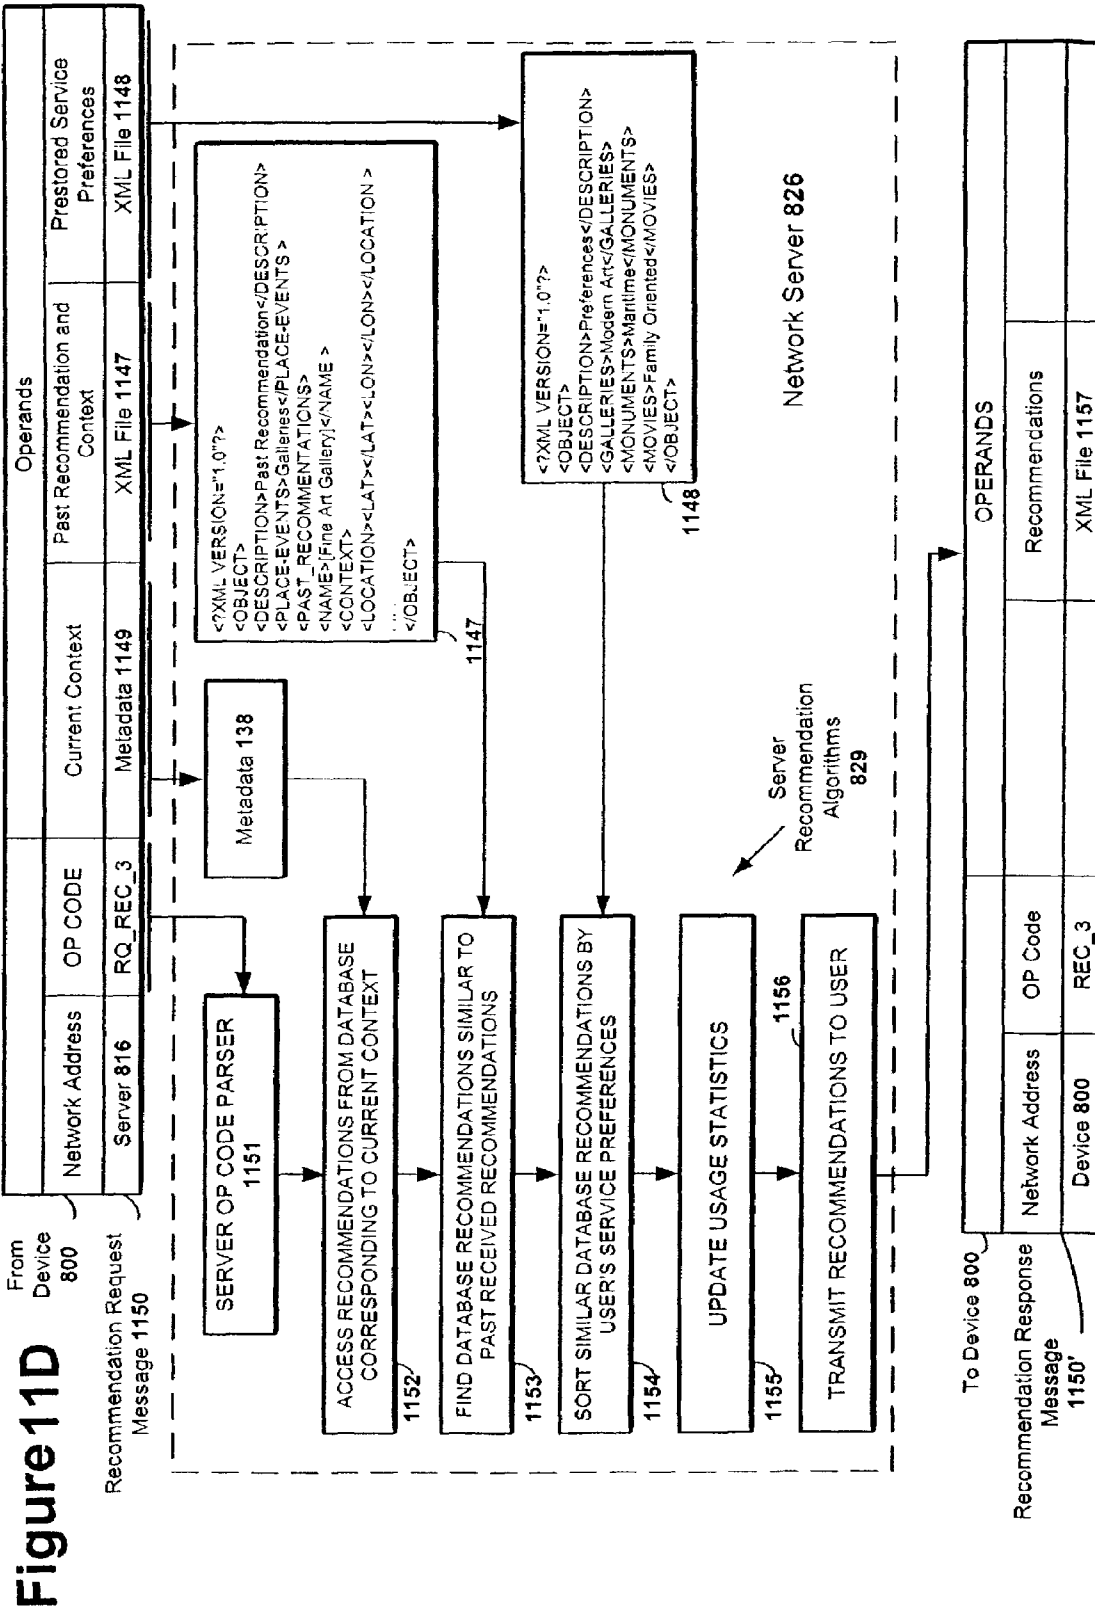 Figure11D
From
Device
800
Recommendation Request
Message 1150
Operands
Network Address
OP CODE
Current Context
Past Recommendation and
Context
Prestored Service
Preferences
Server 816
RQ_REC_3
Metadata 1149
XML File 1147
XML File 1148
SERVER OP CODE PARSER
1151
Metadata 138
<?XML VERSION="1.0"?>
<OBJECT>
<DESCRIPTION>Past Recommendation</DESCRIPTION>
<PLACE-EVENTS>Galleries</PLACE-EVENTS >
<PAST_RECOMMENTATIONS>
<NAME>[Fine Art Gallery]</NAME >
<CONTEXT>
<LOCATION><LAT></LAT><LON></LON></LOCATION >
</OBJECT>
1147
<?XML VERSION="1.0"?>
<OBJECT>
<DESCRIPTION>Preferences</DESCRIPTION>
<GALLERIES>Modern Art</GALLERIES>
<MONUMENTS>Maritime</MONUMENTS>
<MOVIES>Family Oriented</MOVIES>
</OBJECT>
1148
ACCESS RECOMMENDATIONS FROM DATABASE
CORRESPONDING TO CURRENT CONTEXT
1152
FIND DATABASE RECOMMENDATIONS SIMILAR TO
PAST RECEIVED RECOMMENDATIONS
1153
SORT SIMILAR DATABASE RECOMMENDATIONS BY
USER'S SERVICE PREFERENCES
1154
UPDATE USAGE STATISTICS
1155
TRANSMIT RECOMMENDATIONS TO USER
1156
Server
Recommendation
Algorithms
829
Network Server 826
To Device 800
Recommendation Response
Message
1150'
OPERANDS
Network Address
OP Code
Recommendations
Device 800
REC_3
XML File 1157